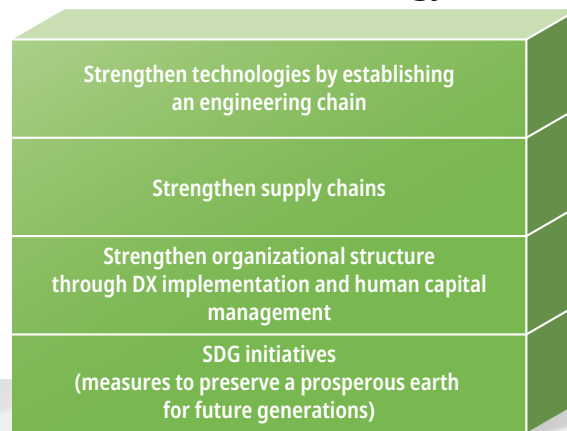 Strengthen technologies by establishing
an engineering chain
Strengthen supply chains
Strengthen organizational structure
through DX implementation and human capital
management
SDG initiatives
(measures to preserve a prosperous earth
for future generations)